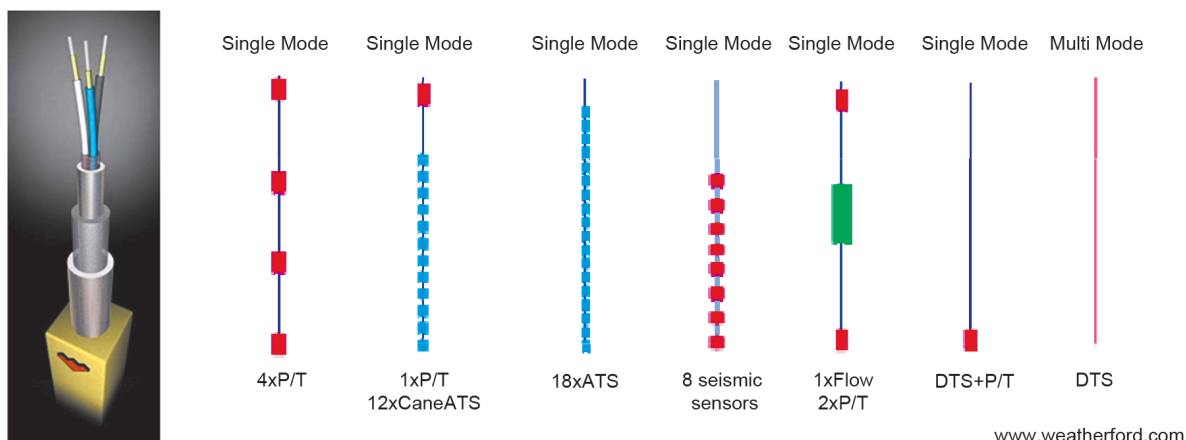 Single Mode
Single Mode
Single Mode
Single Mode
Single Mode
Single Mode
Multi Mode
4xP/T
1xP/T
12xCaneATS
18xATS
8 seismic
sensors
1xFlow
2xP/T
DTS+P/T
DTS
www.weatherford.com